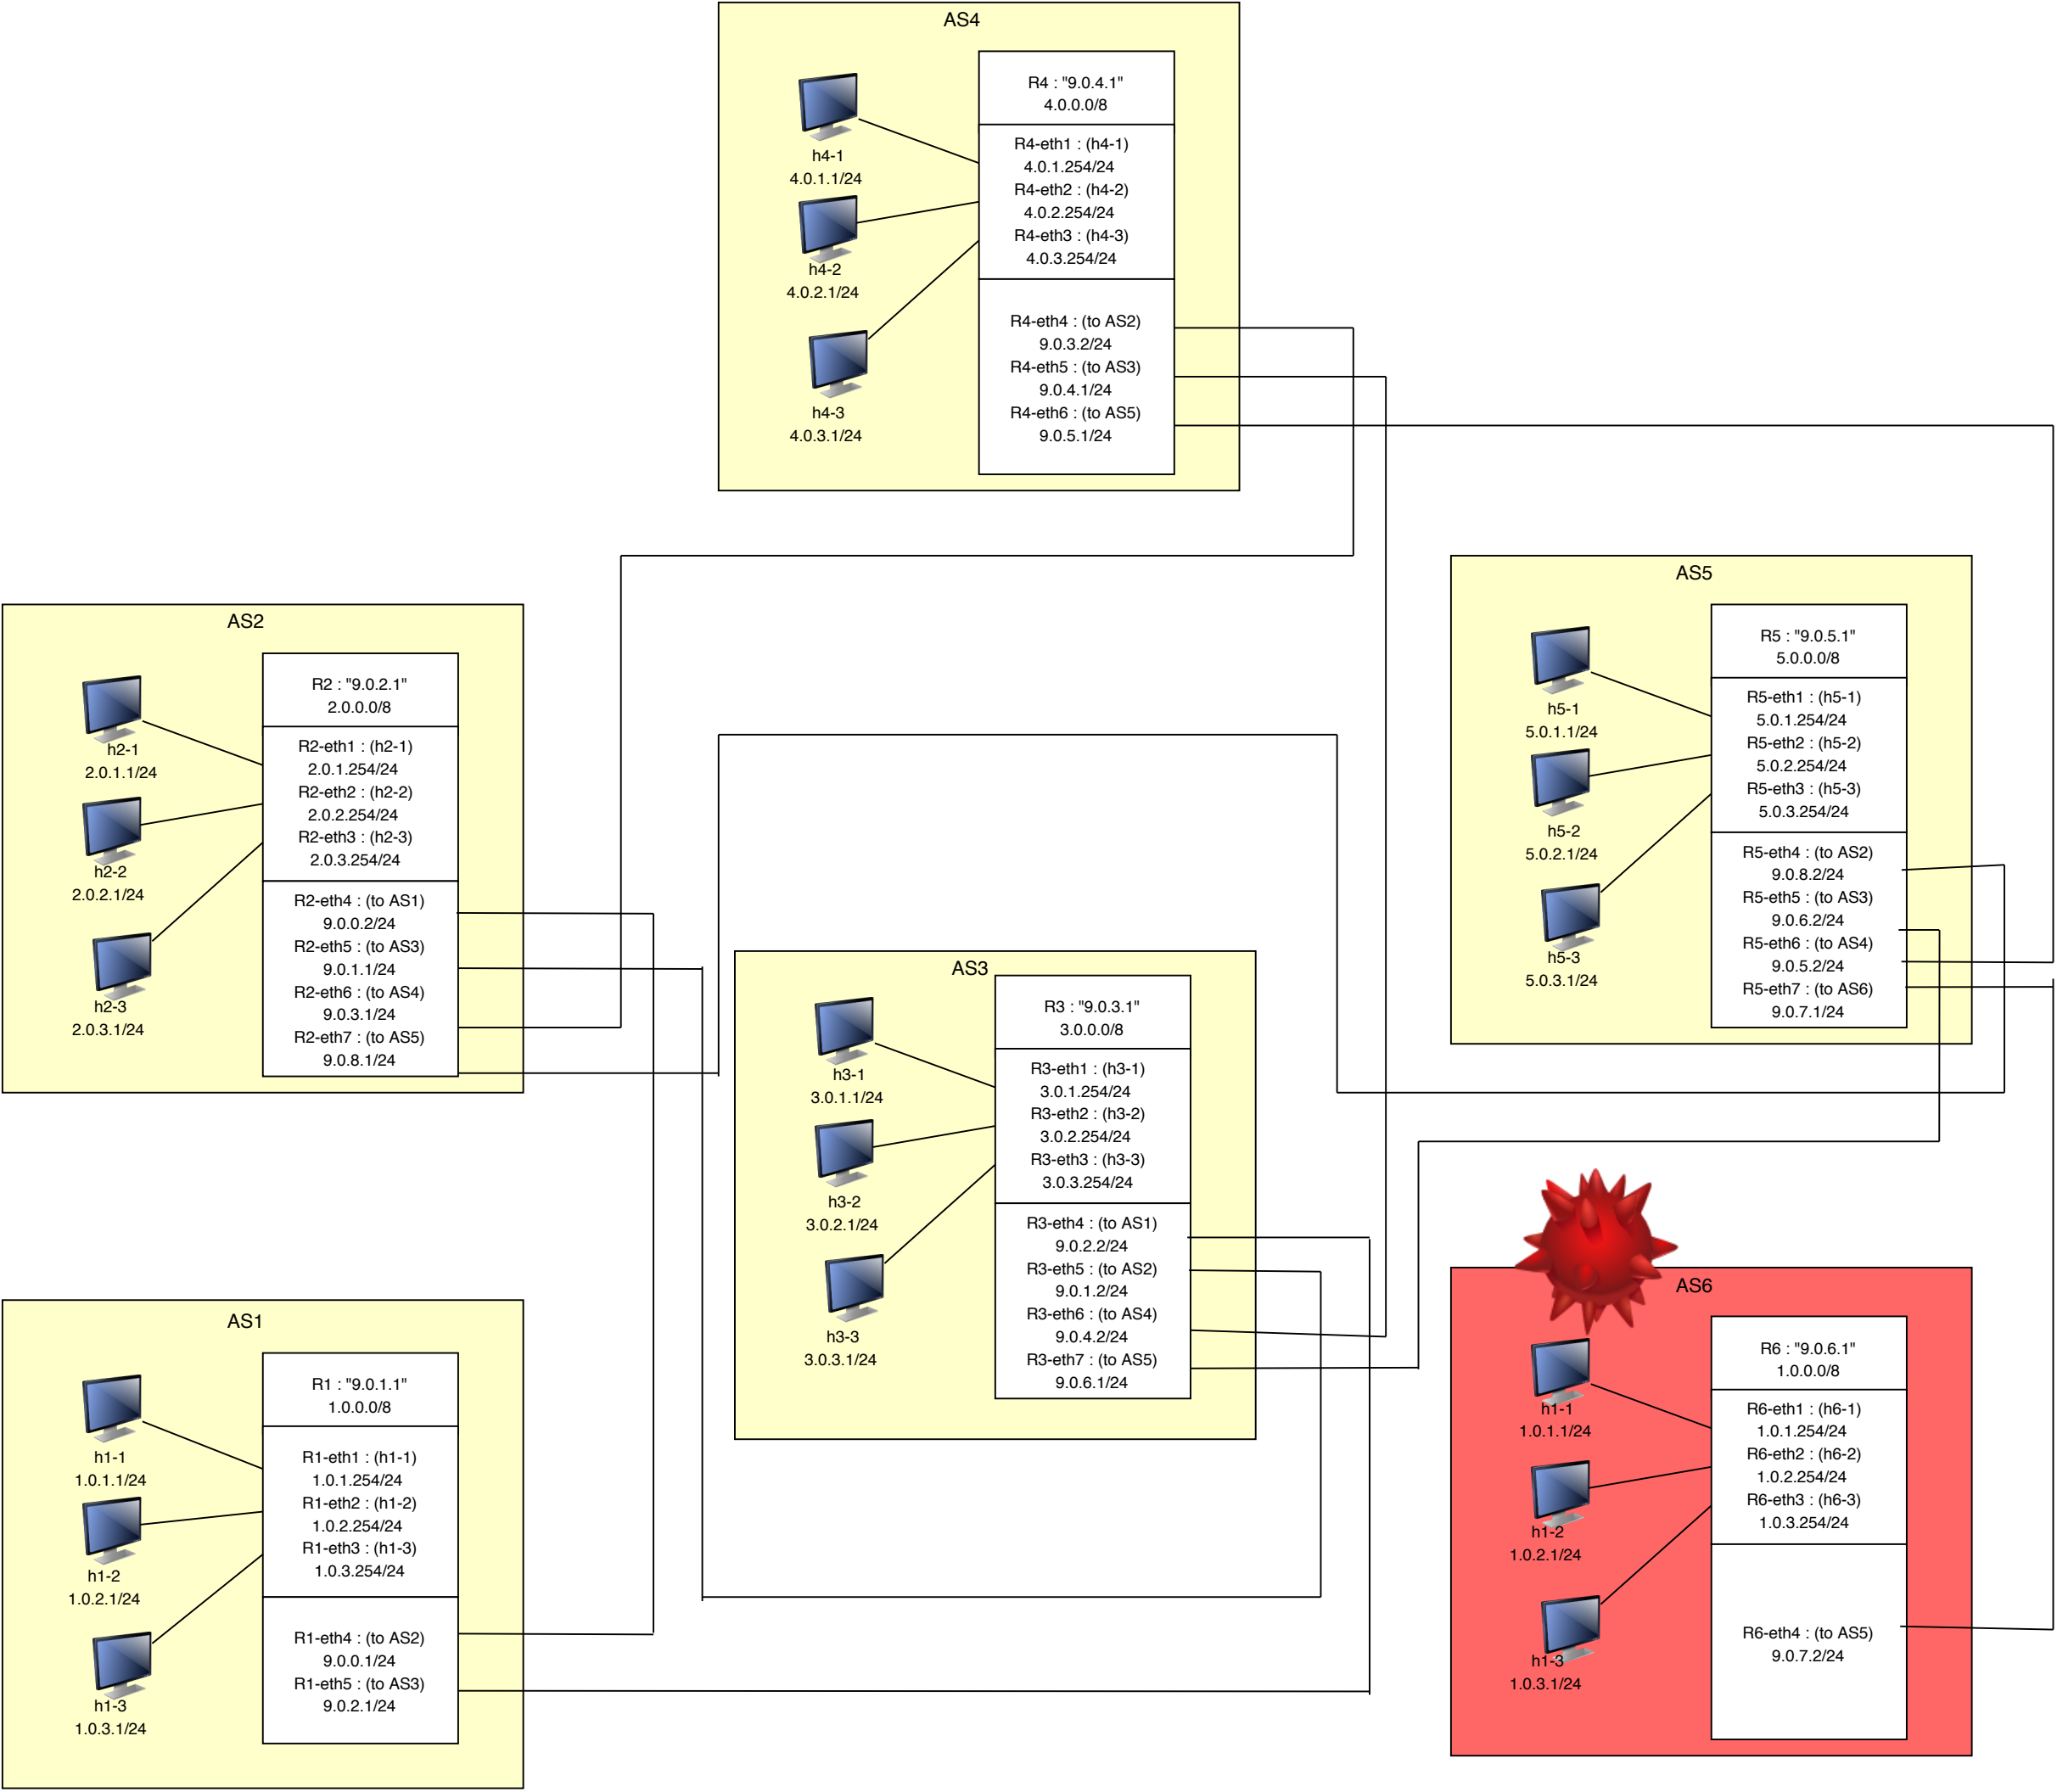 AS4
R4 : "9.0.4.1"
4.0.0.0/8
R4-eth1 : (h4-1)
4.0.1.254/24
R4-eth2 : (h4-2)
4.0.2.254/24
R4-eth3 : (h4-3)
4.0.3.254/24
R4-eth4 : (to AS2)
9.0.3.2/24
R4-eth5 : (to AS3)
9.0.4.1/24
R4-eth6 : (to AS5)
9.0.5.1/24
h4-1
4.0.1.1/24
h4-2
4.0.2.1/24
h4-3
4.0.3.1/24
AS2
R2 : "9.0.2.1"
2.0.0.0/8
R2-eth1 : (h2-1)
2.0.1.254/24
R2-eth2 : (h2-2)
2.0.2.254/24
R2-eth3 : (h2-3)
2.0.3.254/24
R2-eth4 : (to AS1)
9.0.0.2/24
R2-eth5 : (to AS3)
9.0.1.1/24
R2-eth6 : (to AS4)
9.0.3.1/24
R2-eth7 : (to AS5)
9.0.8.1/24
h2-1
2.0.1.1/24
h2-2
2.0.2.1/24
h2-3
2.0.3.1/24
AS5
R5 : "9.0.5.1"
5.0.0.0/8
R5-eth1 : (h5-1)
5.0.1.254/24
R5-eth2 : (h5-2)
5.0.2.254/24
R5-eth3 : (h5-3)
5.0.3.254/24
R5-eth4 : (to AS2)
9.0.8.2/24
R5-eth5 : (to AS3)
9.0.6.2/24
R5-eth6 : (to AS4)
9.0.5.2/24
R5-eth7 : (to AS6)
9.0.7.1/24
h5-1
5.0.1.1/24
h5-2
5.0.2.1/24
h5-3
5.0.3.1/24
AS3
R3 : "9.0.3.1"
3.0.0.0/8
R3-eth1 : (h3-1)
3.0.1.254/24
R3-eth2 : (h3-2)
3.0.2.254/24
R3-eth3 : (h3-3)
3.0.3.254/24
R3-eth4 : (to AS1)
9.0.2.2/24
R3-eth5 : (to AS2)
9.0.1.2/24
R3-eth6 : (to AS4)
9.0.4.2/24
R3-eth7 : (to AS5)
9.0.6.1/24
h3-1
3.0.1.1/24
h3-2
3.0.2.1/24
h3-3
3.0.3.1/24
AS1
R1 : "9.0.1.1"
1.0.0.0/8
R1-eth1 : (h1-1)
1.0.1.254/24
R1-eth2 : (h1-2)
1.0.2.254/24
R1-eth3 : (h1-3)
1.0.3.254/24
R1-eth4 : (to AS2)
9.0.0.1/24
R1-eth5 : (to AS3)
9.0.2.1/24
h1-1
1.0.1.1/24
h1-2
1.0.2.1/24
h1-3
1.0.3.1/24
AS6
R6 : "9.0.6.1"
1.0.0.0/8
R6-eth1 : (h6-1)
1.0.1.254/24
R6-eth2 : (h6-2)
1.0.2.254/24
R6-eth3 : (h6-3)
1.0.3.254/24
R6-eth4 : (to AS5)
9.0.7.2/24
h1-1
1.0.1.1/24
h1-2
1.0.2.1/24
h1-3
1.0.3.1/24